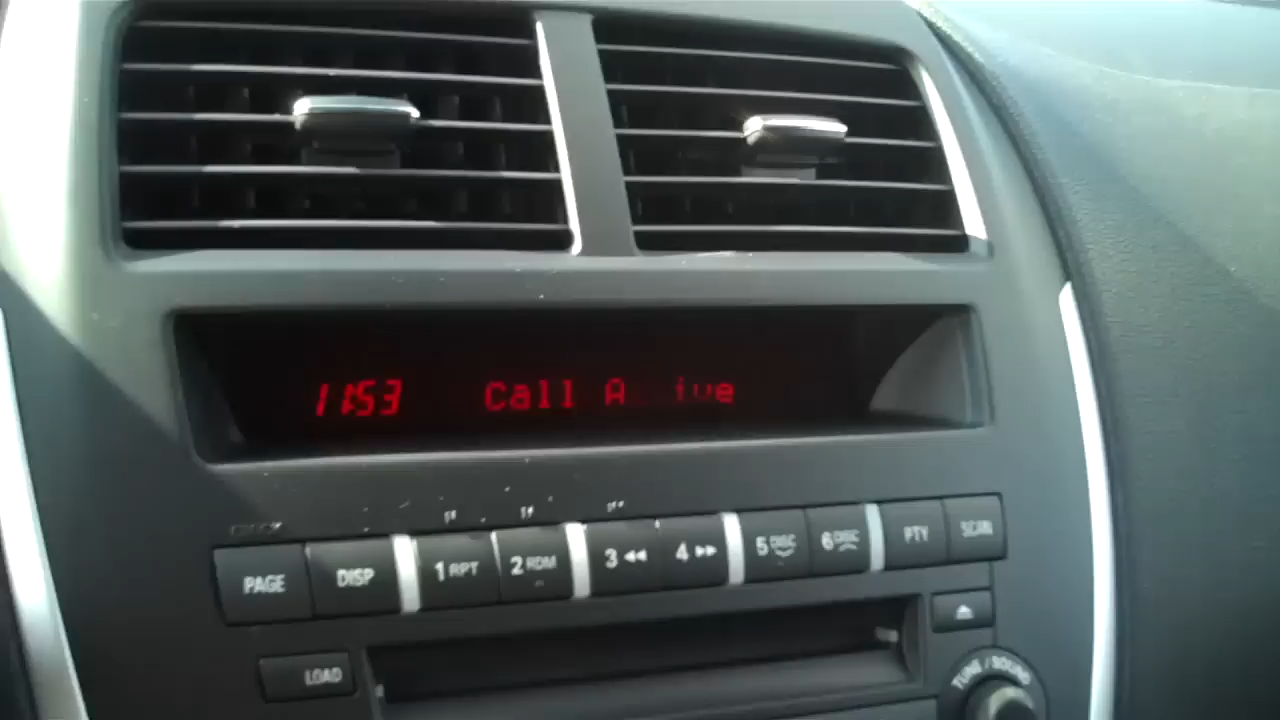 11:53 Call A ive
PAGE DISP 1 RPT 2 RDM 3 4 5 DISC 6 DISC PTY SCAN
LOAD
TUNE / SOUND